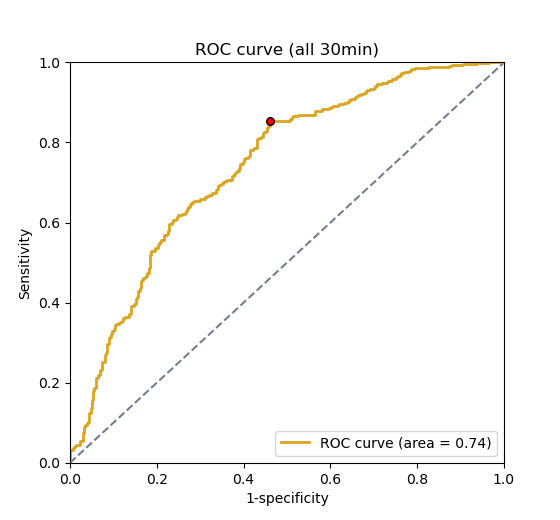 ROC curve (all 30min)
1.0
0.8
0.6
0.4
0.2
0.0
Sensitivity
ROC curve (area = 0.74)
0.0 0.2 0.4 0.6 0.8 1.0
1-specificity